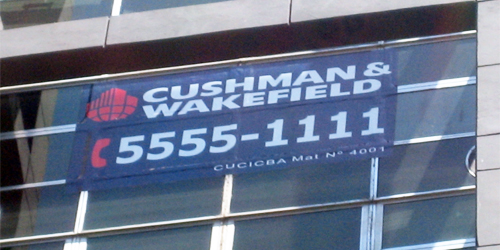 CUSHMAN &
WAKEFIELD
5555-1111
CUCICBA Mat Nº 4001